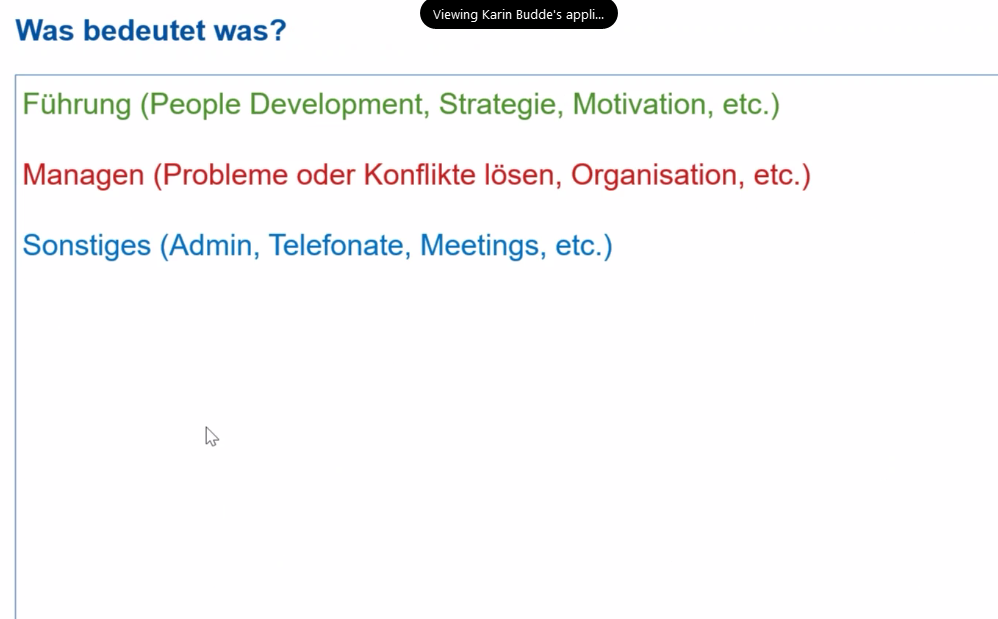 Viewing Karin Budde's appli...
Was bedeutet was?
Führung (People Development, Strategie, Motivation, etc.)
Managen (Probleme oder Konflikte lösen, Organisation, etc.)
Sonstiges (Admin, Telefonate, Meetings, etc.)